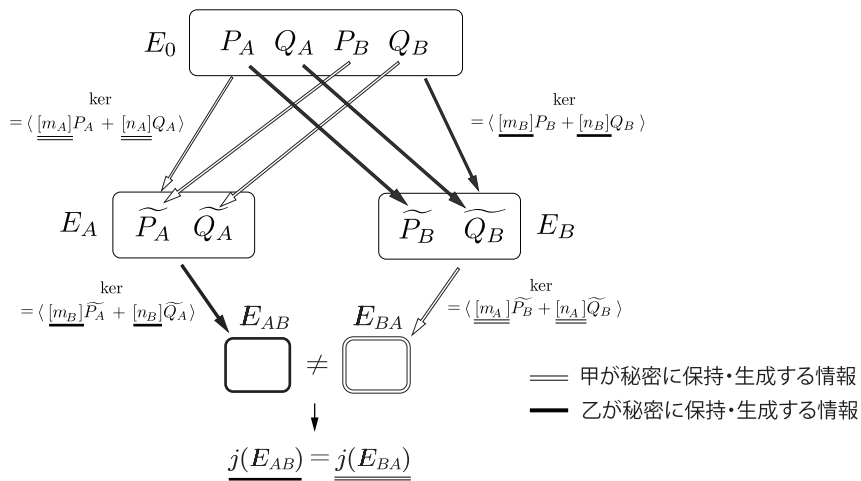 E₀ P_A Q_A P_B Q_B
ker
= ⟨ [m_A]P_A + [n_A]Q_A⟩
ker
= ⟨ [m_B]P_B + [n_B]Q_B ⟩
E_A P̃_A Q̃_A
P̃_B Q̃_B E_B
ker
= ⟨ [m_B]P̃_A + [n_B]Q̃_A⟩
ker
= ⟨ [m_A]P̃_B + [n_A]Q̃_B ⟩
E_AB ≠ E_BA
甲が秘密に保持・生成する情報
乙が秘密に保持・生成する情報
j(E_AB) = j(E_BA)